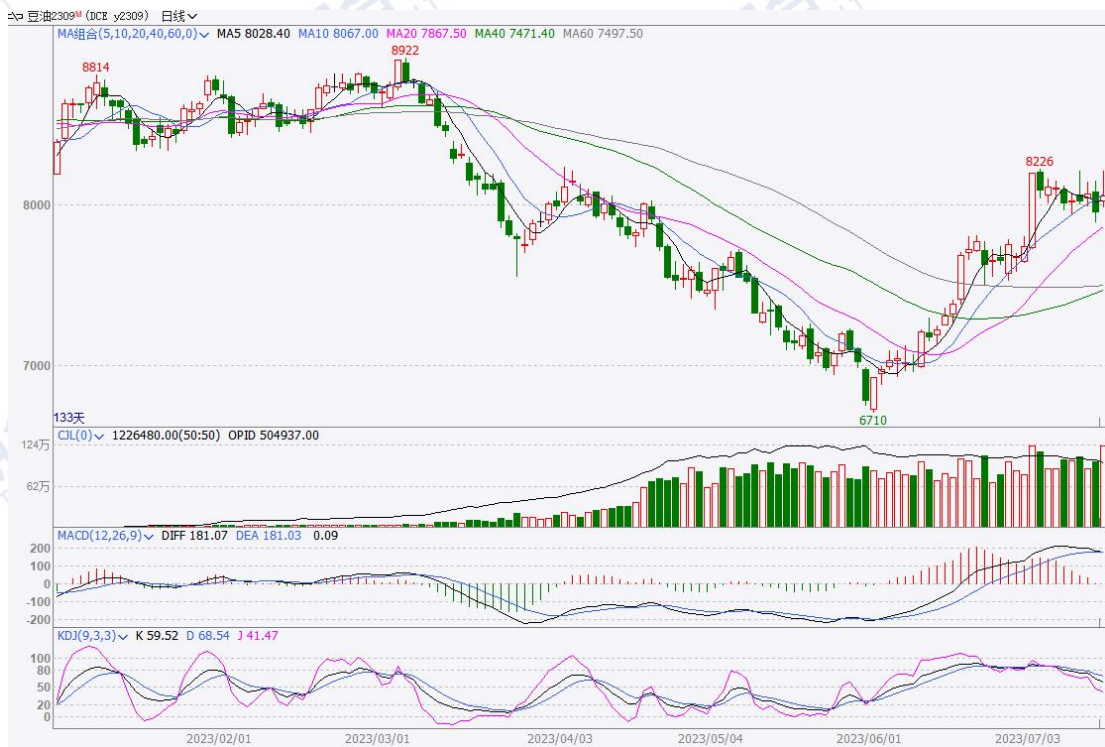 豆油2309M (DCE y2309) 日线
MA组合(5,10,20,40,60,0) MA5 8028.40 MA10 8067.00 MA20 7867.50 MA40 7471.40 MA60 7497.50
8922
8814
8226
8000
7000
6710
133天
CJL(0) 1226480.00(50:50) OPID 504937.00
124万
62万
MACD(12,26,9) DIFF 181.07 DEA 181.03 0.09
200
100
0
-100
-200
KDJ(9,3,3) K 59.52 D 68.54 J 41.47
100
80
50
20
0
2023/02/01 2023/03/01 2023/04/03 2023/05/04 2023/06/01 2023/07/03